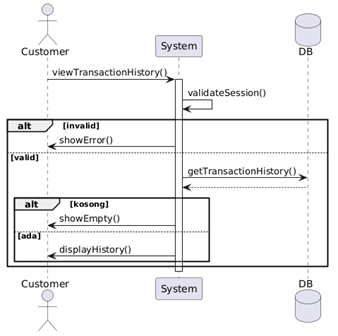 Customer
System
DB
viewTransactionHistory()
validateSession()
alt [invalid]
showError()
[valid]
getTransactionHistory()
alt [kosong]
showEmpty()
[ada]
displayHistory()
Customer
System
DB